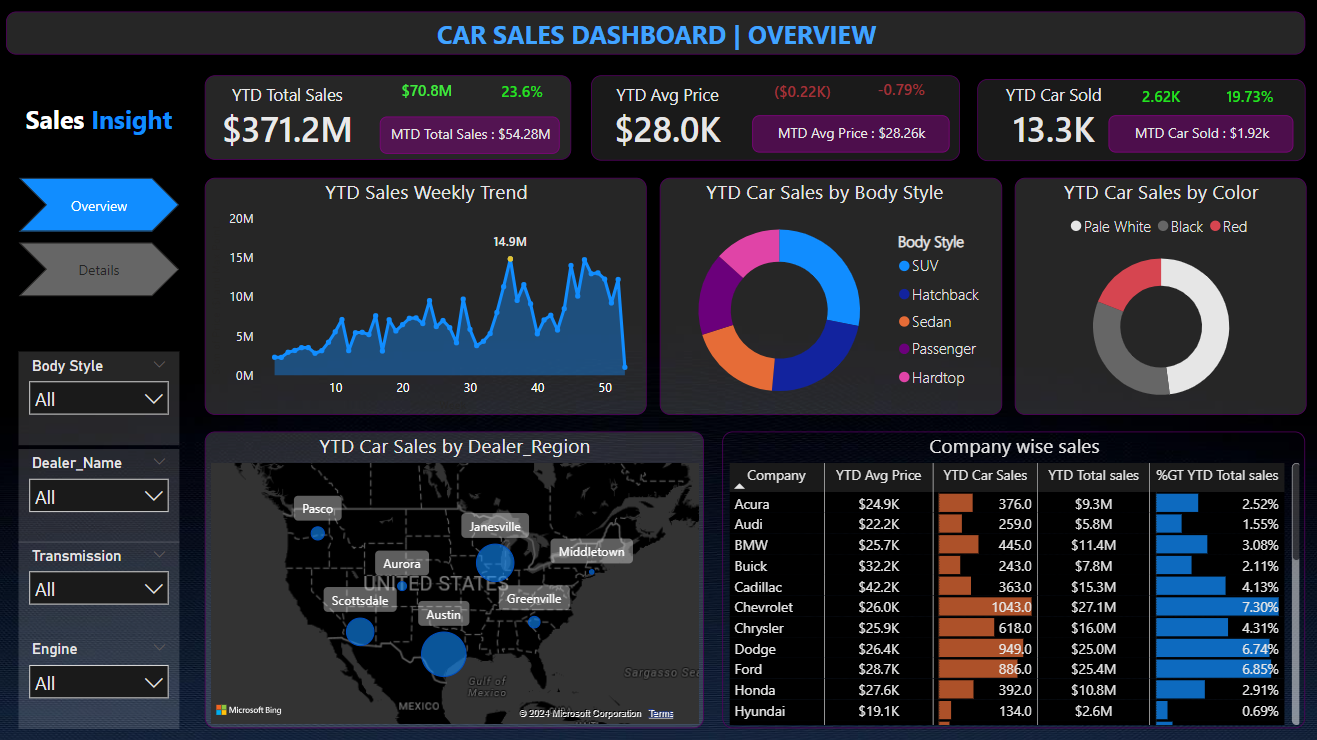 CAR SALES DASHBOARD | OVERVIEW
Sales Insight
Overview
Details
Body Style
All
Dealer_Name
All
Transmission
All
Engine
All
YTD Total Sales
$70.8M
23.6%
$371.2M
MTD Total Sales : $54.28M
YTD Avg Price
($0.22K)
-0.79%
$28.0K
MTD Avg Price : $28.26k
YTD Car Sold
2.62K
19.73%
13.3K
MTD Car Sold : $1.92k
YTD Sales Weekly Trend
20M
15M
10M
5M
0M
14.9M
10 20 30 40 50
YTD Car Sales by Body Style
Body Style
SUV
Hatchback
Sedan
Passenger
Hardtop
YTD Car Sales by Color
Pale White Black Red
YTD Car Sales by Dealer_Region
Pasco
Janesville
Middletown
Aurora
UNITED STATES
Scottsdale
Greenville
Austin
Gulf of
Mexico
MEXICO
Microsoft Bing
© 2024 Microsoft Corporation Terms
Company wise sales
Company YTD Avg Price YTD Car Sales YTD Total sales %GT YTD Total sales
Acura $24.9K 376.0 $9.3M 2.52%
Audi $22.2K 259.0 $5.8M 1.55%
BMW $25.7K 445.0 $11.4M 3.08%
Buick $32.2K 243.0 $7.8M 2.11%
Cadillac $42.2K 363.0 $15.3M 4.13%
Chevrolet $26.0K 1043.0 $27.1M 7.30%
Chrysler $25.9K 618.0 $16.0M 4.31%
Dodge $26.4K 949.0 $25.0M 6.74%
Ford $28.7K 886.0 $25.4M 6.85%
Honda $27.6K 392.0 $10.8M 2.91%
Hyundai $19.1K 134.0 $2.6M 0.69%